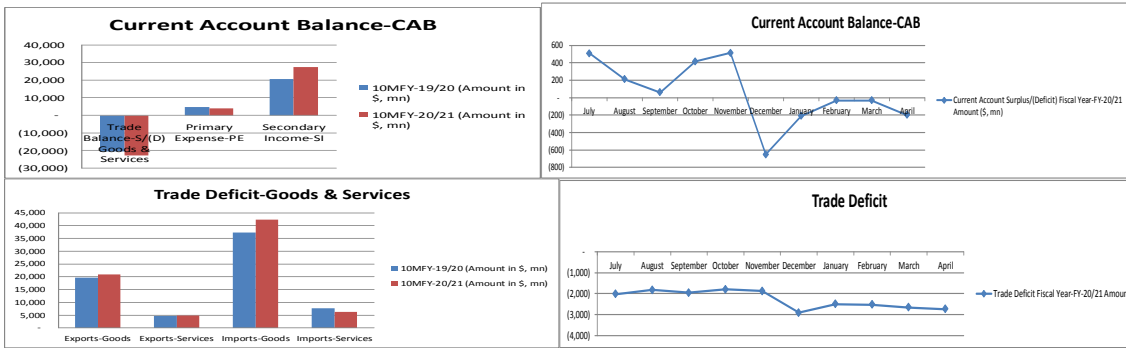 Current Account Balance-CAB
40,000
30,000
20,000
10,000
-
(10,000)
(20,000)
(30,000)
Trade
Balance-S/(D)
Goods &
Services
Primary
Expense-PE
Secondary
Income-SI
10MFY-19/20 (Amount in
$, mn)
10MFY-20/21 (Amount in
$, mn)
Current Account Balance-CAB
600
400
200
-
(200)
(400)
(600)
(800)
July August September October November December January February March April
Current Account Surplus/(Deficit) Fiscal Year-FY-20/21
Amount ($, mn)
Trade Deficit-Goods & Services
45,000
40,000
35,000
30,000
25,000
20,000
15,000
10,000
5,000
-
Exports-Goods Exports-Services Imports-Goods Imports-Services
10MFY-19/20 (Amount in $, mn)
10MFY-20/21 (Amount in $, mn)
Trade Deficit
-
(1,000)
(2,000)
(3,000)
(4,000)
July August September October November December January February March April
Trade Deficit Fiscal Year-FY-20/21 Amoun